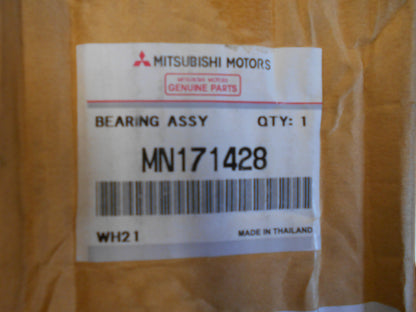 MITSUBISHI MOTORS
MITSUBISHI MOTORS
GENUINE PARTS
BEARING ASSY QTY: 1
MN171428
WH21 MADE IN THAILAND